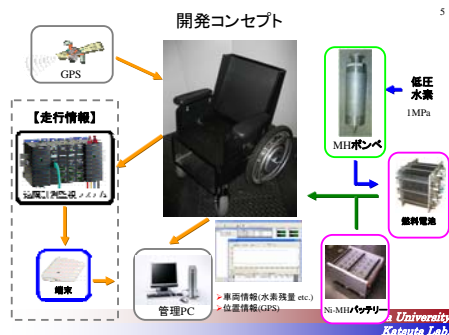 開発コンセプト
5
GPS
【走行情報】
低圧
水素
1MPa
MHボンベ
燃料電池
端末
管理PC
➢車両情報(水素残量 etc.)
➢位置情報(GPS)
Ni-MHバッテリー
University
Katsuta Lab.